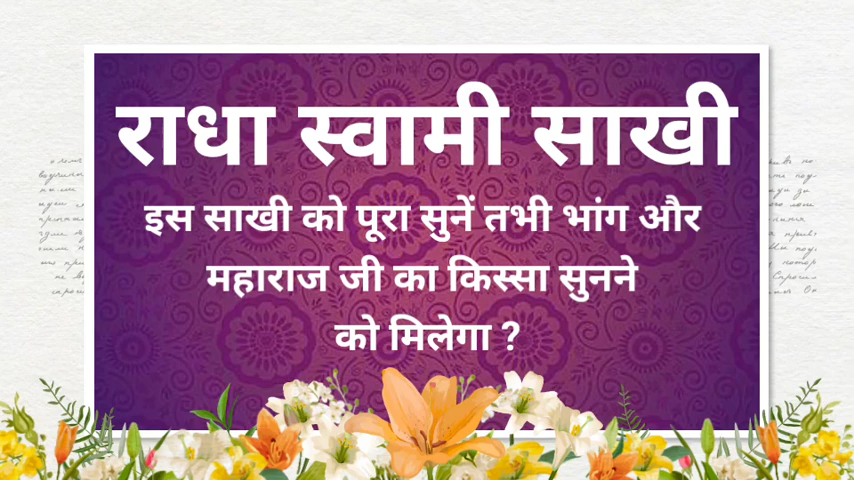 राधा स्वामी साखी
इस साखी को पूरा सुनें तभी भांग और
महाराज जी का किस्सा सुनने
को मिलेगा ?